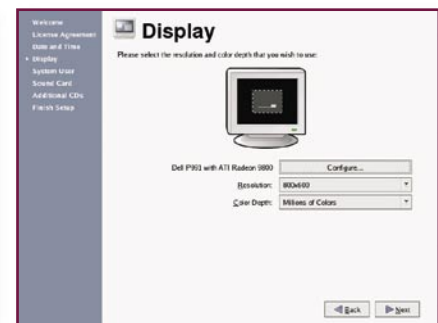 Welcome
License Agreement
Date and Time
Display
System User
Sound Card
Additional CDs
Finish Setup
Display
Please select the resolution and color depth that you wish to use:
Dell P991 with ATI Radeon 9800
Configure...
Resolution:
800x600
Color Depth:
Millions of Colors
Back
Next